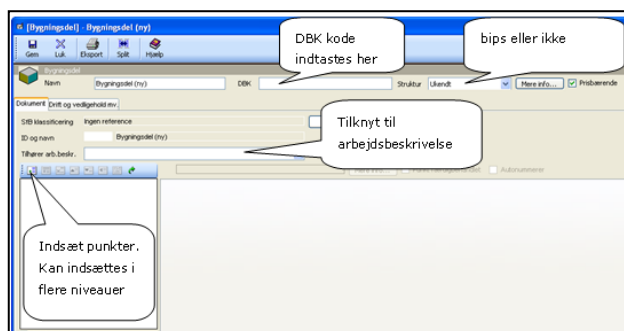 [Bygningsdel] - Bygningsdel (ny)
Gem Luk Eksport Split Hjælp
DBK kode
indtastes her
bips eller ikke
Bygningsdel
Navn Bygningsdel (ny) DBK Struktur Ukendt Mere info... Prisbærende
Dokument Drift og vedligehold mv.
SfB klassificering Ingen reference
ID og navn Bygningsdel (ny)
Tilhører arb.beskr.
Tilknyt til
arbejdsbeskrivelse
Autonummerer
Indsæt punkter.
Kan indsættes i
flere niveauer